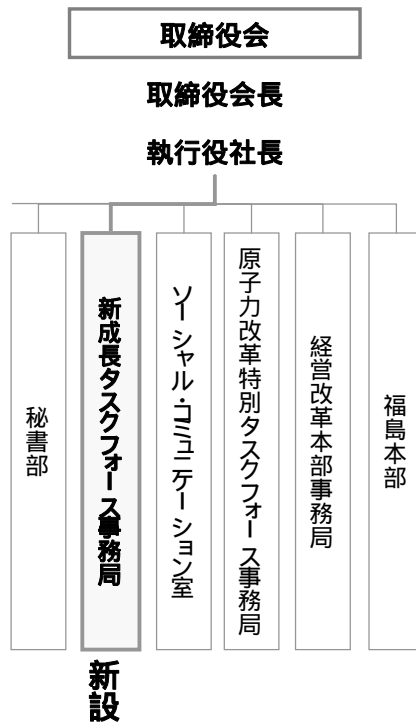 取締役会
取締役会長
執行役社長
秘書部
新成長タスクフォース事務局
ソーシャル・コミュニケーション室
原子力改革特別タスクフォース事務局
経営改革本部事務局
福島本部
新設